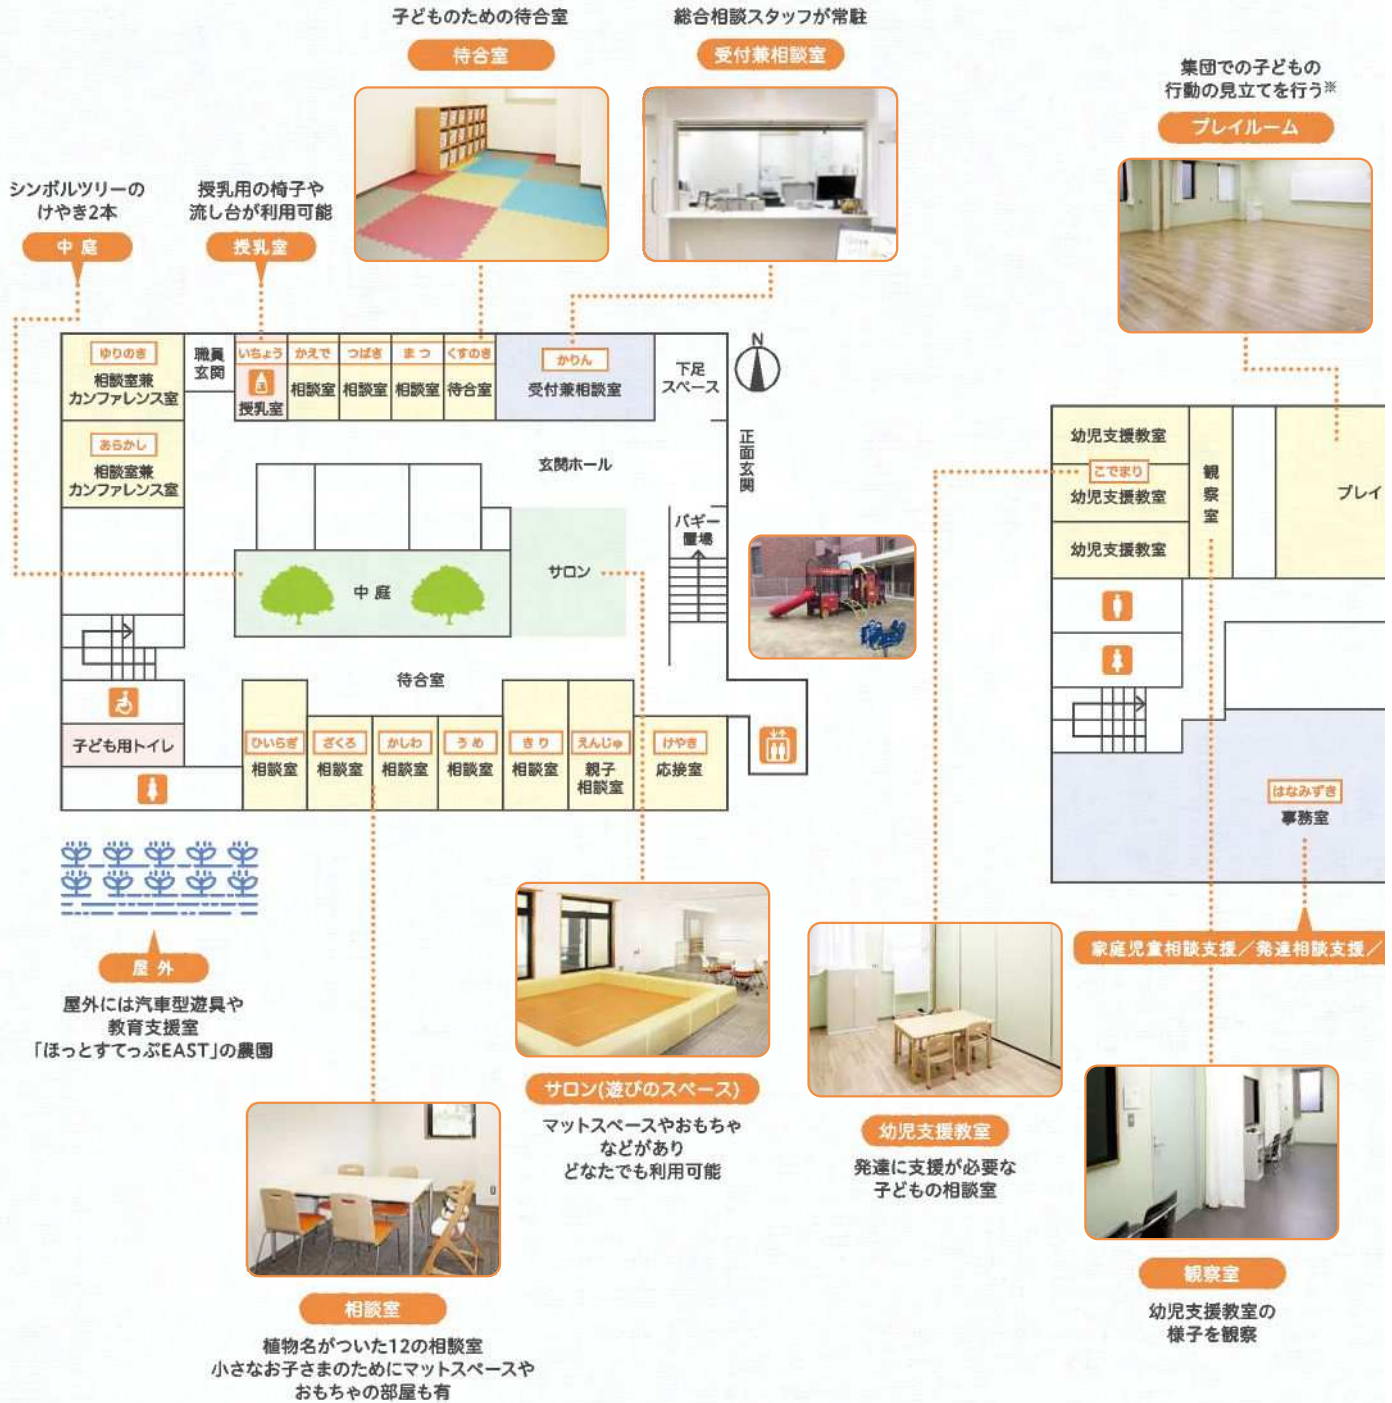 子どものための待合室
待合室
総合相談スタッフが常駐
受付兼相談室
集団での子どもの
行動の見立てを行う※
プレイルーム
シンボルツリーの
けやき2本
中庭
授乳用の椅子や
流し台が利用可能
授乳室
ゆりのき
相談室兼
カンファレンス室
職員
玄関
いちょう
授乳室
かえで
相談室
つばき
相談室
まつ
相談室
くすのき
待合室
かりん
受付兼相談室
下足
スペース
N
あらかし
相談室兼
カンファレンス室
玄関ホール
正面玄関
バギー
置場
サロン
中庭
待合室
子ども用トイレ
ひいらぎ
相談室
ざくろ
相談室
かしわ
相談室
うめ
相談室
きり
相談室
えんじゅ
親子
相談室
けやき
応接室
幼児支援教室
こでまり
幼児支援教室
幼児支援教室
観察室
プレイ
はなみずき
事務室
家庭児童相談支援/発達相談支援/
屋外
屋外には汽車型遊具や
教育支援室
「ほっとすてっぷEAST」の農園
サロン(遊びのスペース)
マットスペースやおもちゃ
などがあり
どなたでも利用可能
幼児支援教室
発達に支援が必要な
子どもの相談室
観察室
幼児支援教室の
様子を観察
相談室
植物名がついた12の相談室
小さなお子さまのためにマットスペースや
おもちゃの部屋も有